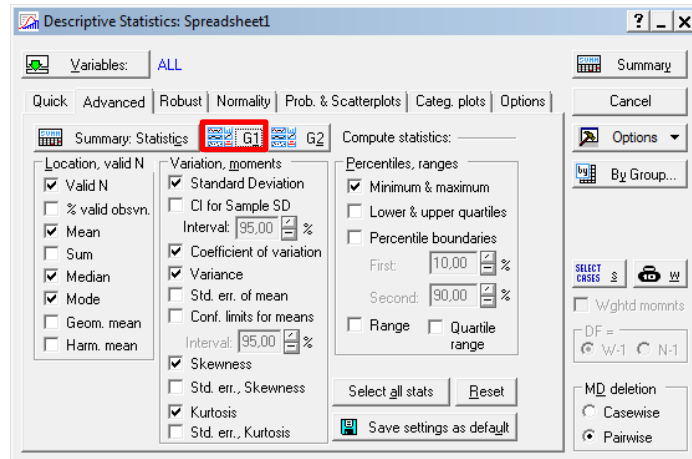 Descriptive Statistics: Spreadsheet1
? _ x
Variables: ALL
Summary
Quick Advanced Robust Normality Prob. & Scatterplots Categ. plots Options
Cancel
Summary: Statistics G1 G2 Compute statistics:
Options
Location, valid N
Valid N
% valid obsvn.
Mean
Sum
Median
Mode
Geom. mean
Harm. mean
Variation, moments
Standard Deviation
CI for Sample SD
Interval: 95,00 %
Coefficient of variation
Variance
Std. err. of mean
Conf. limits for means
Interval: 95,00 %
Skewness
Std. err., Skewness
Kurtosis
Std. err., Kurtosis
Percentiles, ranges
Minimum & maximum
Lower & upper quartiles
Percentile boundaries
First: 10,00 %
Second: 90,00 %
Range Quartile
range
Select all stats Reset
Save settings as default
By Group...
SELECT
CASES S W
Wghtd momnts
DF =
W-1 N-1
MD deletion
Casewise
Pairwise